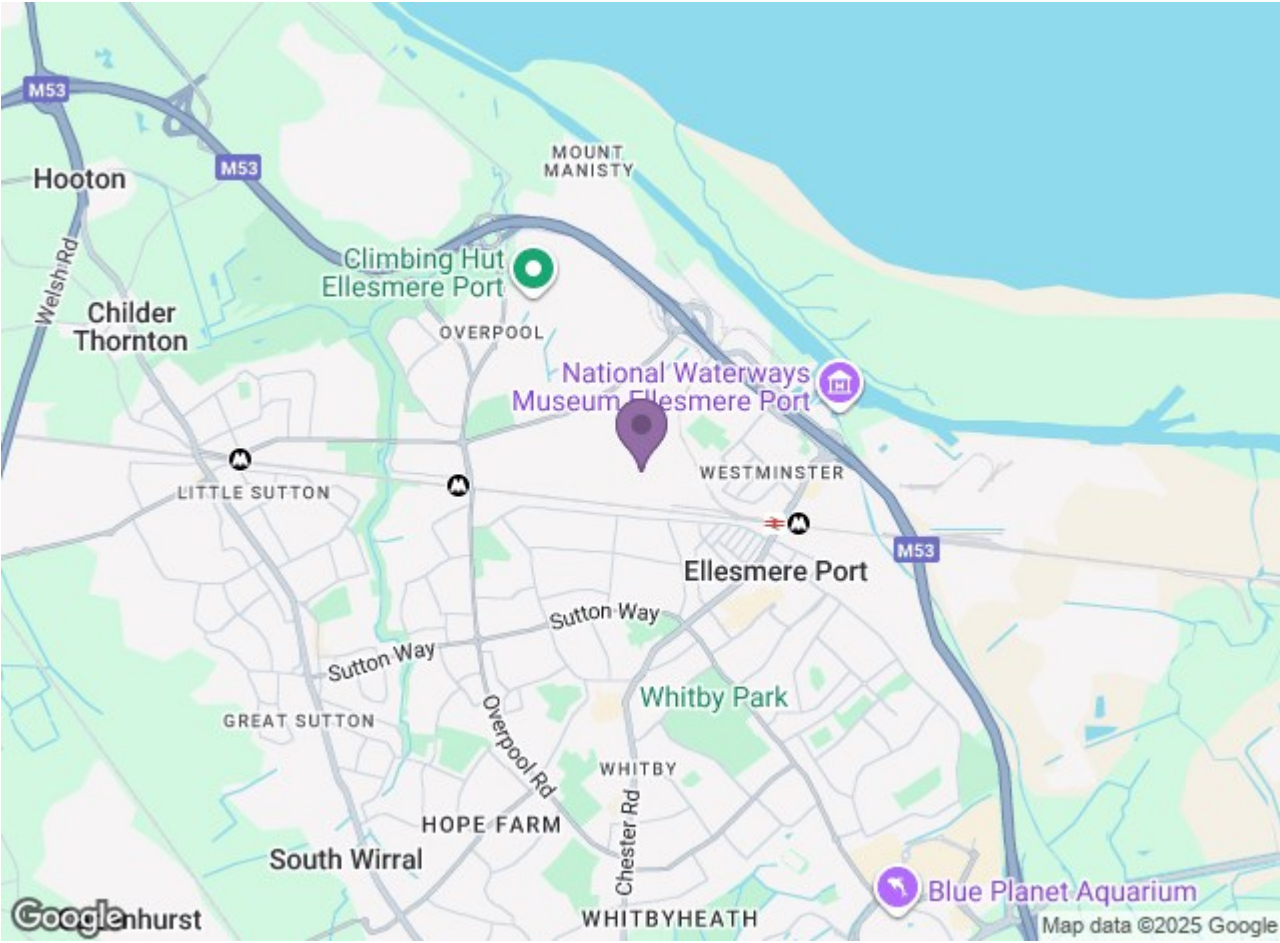 M53
M53
MOUNT
MANISTY
Hooton
Welsh Rd
Climbing Hut
Ellesmere Port
Childer
Thornton
OVERPOOL
National Waterways
Museum Ellesmere Port
WESTMINSTER
LITTLE SUTTON
M53
Ellesmere Port
Sutton Way
Sutton Way
Whitby Park
GREAT SUTTON
Overpool Rd
WHITBY
Chester Rd
HOPE FARM
South Wirral
Blue Planet Aquarium
WHITBYHEATH
Google
Map data ©2025 Google